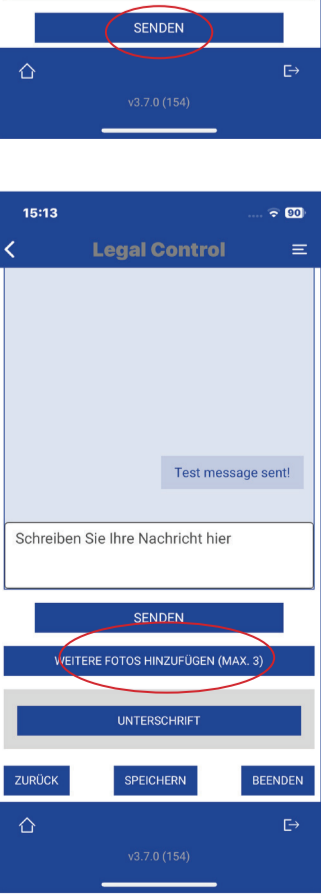 SENDEN
v3.7.0 (154)
15:13
90
Legal Control
Test message sent!
Schreiben Sie Ihre Nachricht hier
SENDEN
WEITERE FOTOS HINZUFÜGEN (MAX. 3)
UNTERSCHRIFT
ZURÜCK SPEICHERN BEENDEN
v3.7.0 (154)